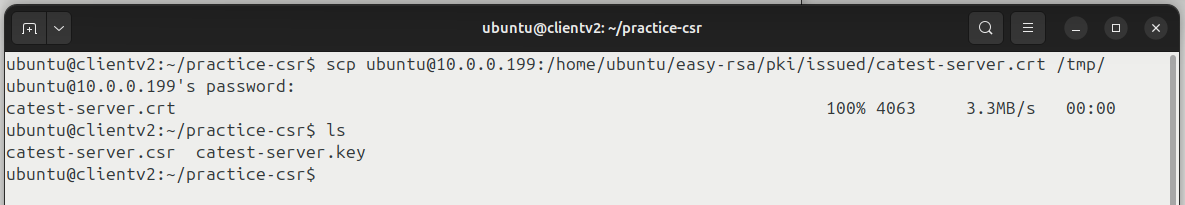 ubuntu@clientv2: ~/practice-csr
ubuntu@clientv2:~/practice-csr$ scp ubuntu@10.0.0.199:/home/ubuntu/easy-rsa/pki/issued/catest-server.crt /tmp/
ubuntu@10.0.0.199's password:
catest-server.crt 100% 4063 3.3MB/s 00:00
ubuntu@clientv2:~/practice-csr$ ls
catest-server.csr catest-server.key
ubuntu@clientv2:~/practice-csr$